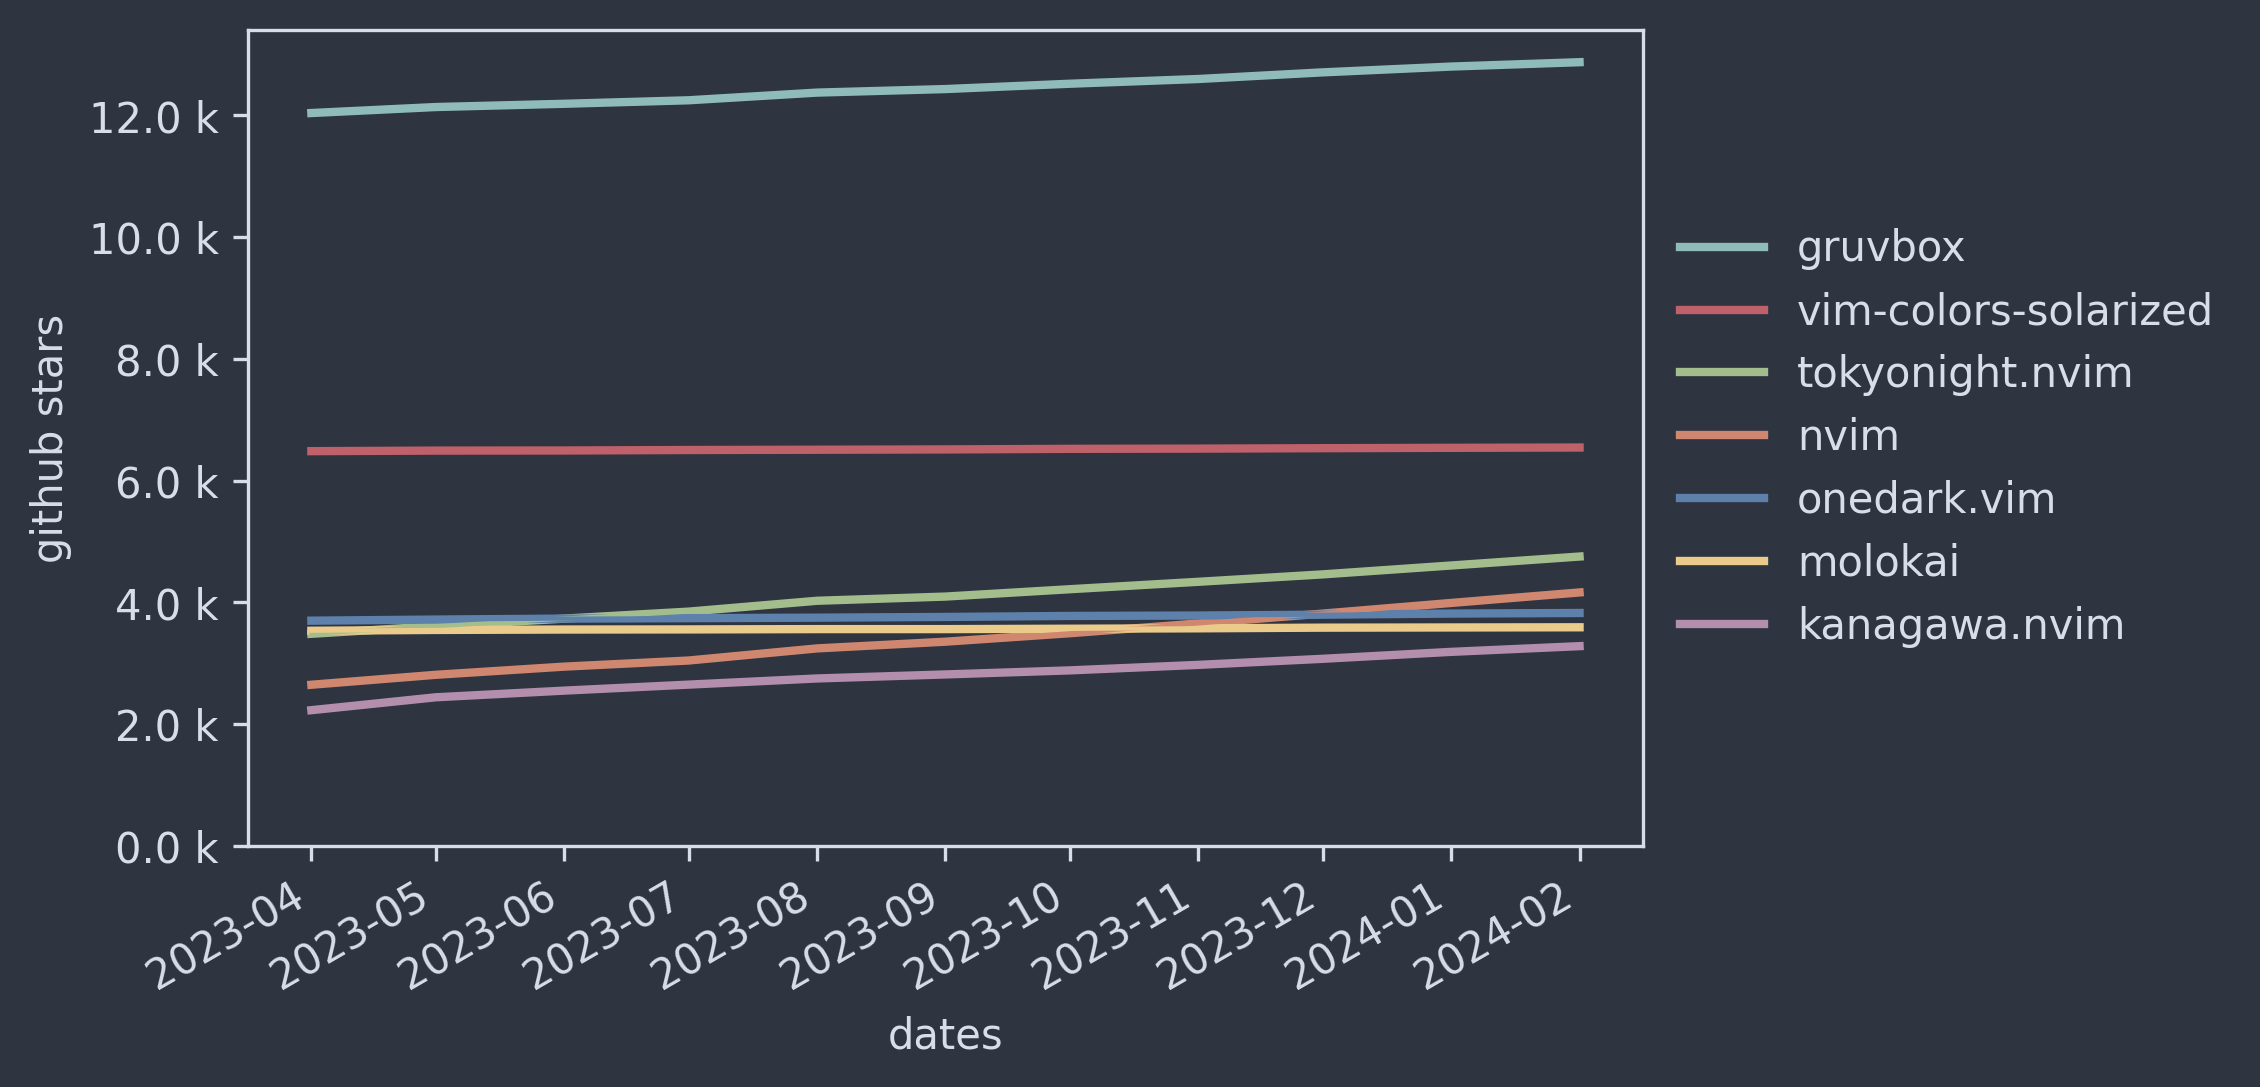 github stars
12.0 k
10.0 k
8.0 k
6.0 k
4.0 k
2.0 k
0.0 k
2023-04
2023-05
2023-06
2023-07
2023-08
2023-09
2023-10
2023-11
2023-12
2024-01
2024-02
dates
gruvbox
vim-colors-solarized
tokyonight.nvim
nvim
onedark.vim
molokai
kanagawa.nvim